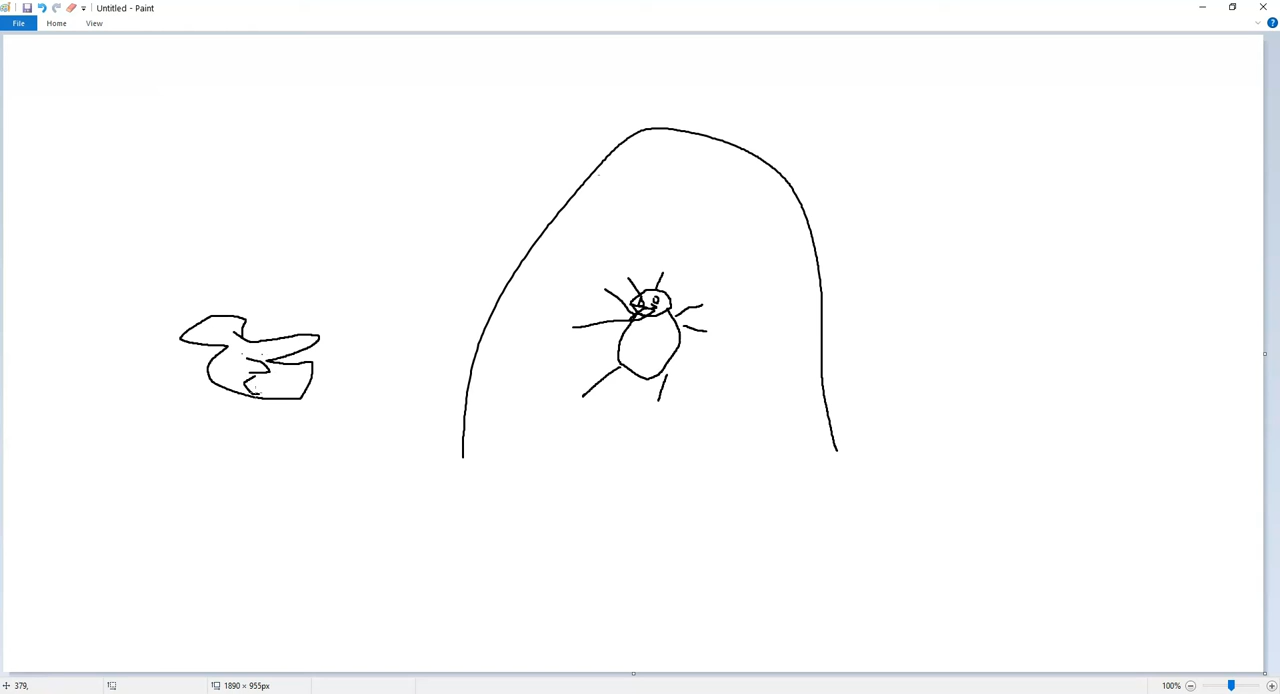 Untitled - Paint
File
Home
View
379,
1890 × 955px
100%